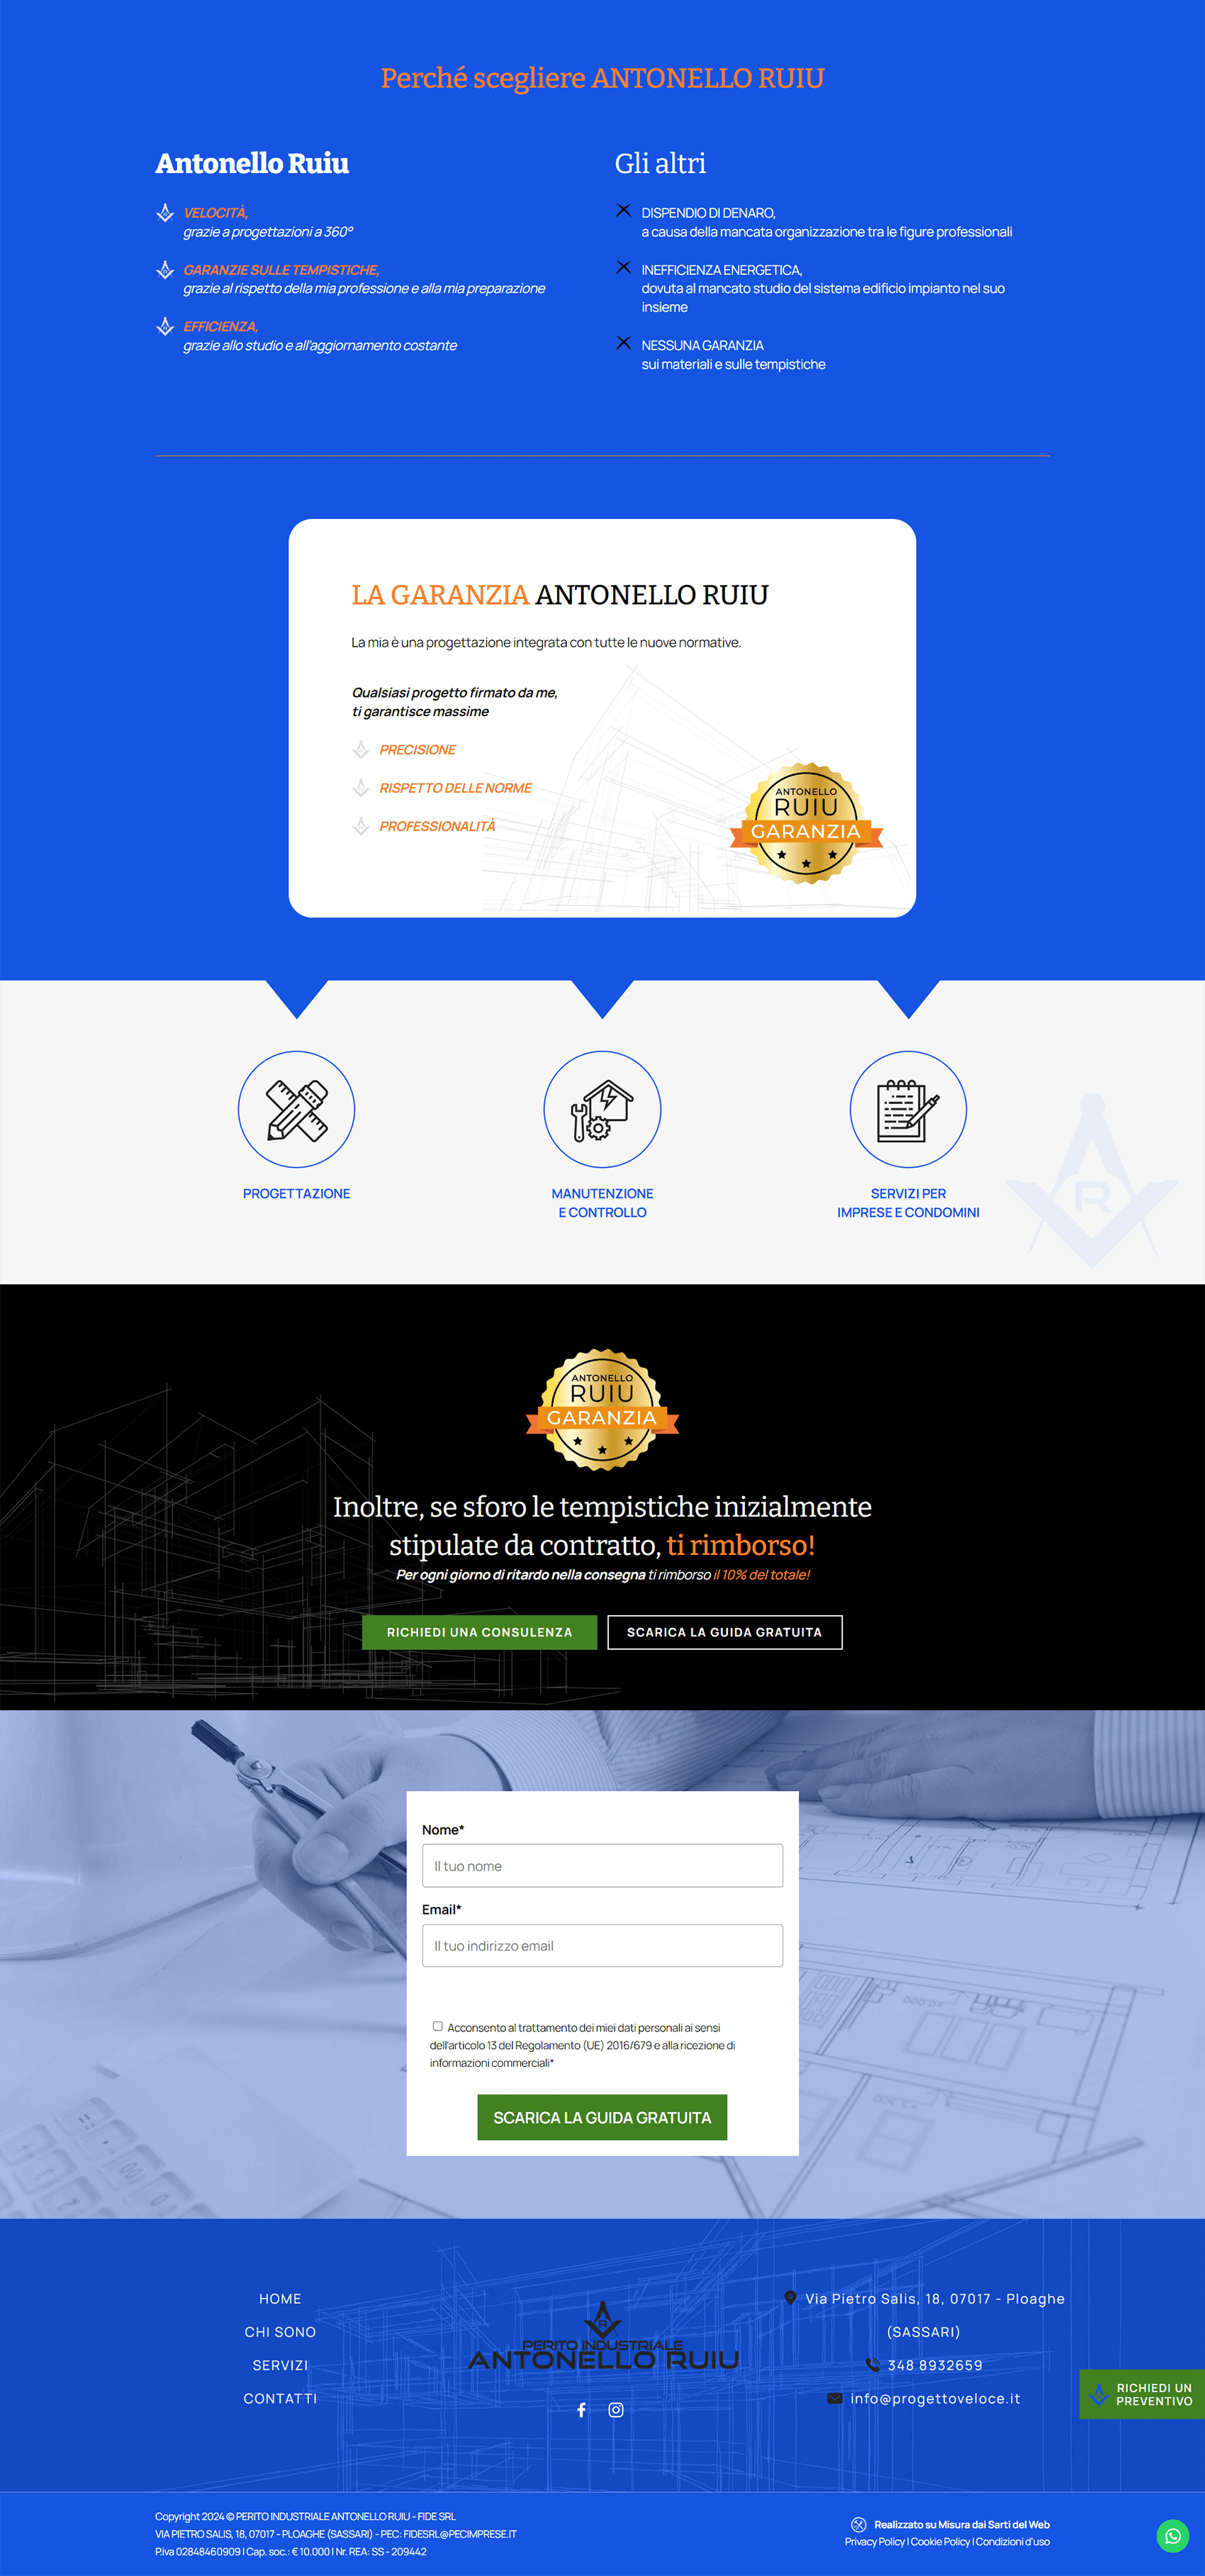 Perché scegliere ANTONELLO RUIU
Antonello Ruiu
VELOCITÀ,
grazie a progettazioni a 360°
GARANZIE SULLE TEMPISTICHE,
grazie al rispetto della mia professione e alla mia preparazione
EFFICIENZA,
grazie allo studio e all'aggiornamento costante
Gli altri
DISPENDIO DI DENARO,
a causa della mancata organizzazione tra le figure professionali
INEFFICIENZA ENERGETICA,
dovuta al mancato studio del sistema edificio impianto nel suo
insieme
NESSUNA GARANZIA
sui materiali e sulle tempistiche
LA GARANZIA ANTONELLO RUIU
La mia è una progettazione integrata con tutte le nuove normative.
Qualsiasi progetto firmato da me,
ti garantisce massime
PRECISIONE
RISPETTO DELLE NORME
PROFESSIONALITÀ
ANTONELLO
RUIU
GARANZIA
PROGETTAZIONE
MANUTENZIONE
E CONTROLLO
SERVIZI PER
IMPRESE E CONDOMINI
R
ANTONELLO
RUIU
GARANZIA
Inoltre, se sforo le tempistiche inizialmente
stipulate da contratto, ti rimborso!
Per ogni giorno di ritardo nella consegna ti rimborso il 10% del totale!
RICHIEDI UNA CONSULENZA
SCARICA LA GUIDA GRATUITA
Nome*
Il tuo nome
Email*
Il tuo indirizzo email
Acconsento al trattamento dei miei dati personali ai sensi
dell'articolo 13 del Regolamento (UE) 2016/679 e alla ricezione di
informazioni commerciali*
SCARICA LA GUIDA GRATUITA
HOME
CHI SONO
SERVIZI
CONTATTI
R
PERITO INDUSTRIALE
ANTONELLO RUIU
Via Pietro Salis, 18, 07017 - Ploaghe
(SASSARI)
348 8932659
info@progettoveloce.it
RICHIEDI UN
PREVENTIVO
Copyright 2024 © PERITO INDUSTRIALE ANTONELLO RUIU - FIDE SRL
VIA PIETRO SALIS, 18, 07017 - PLOAGHE (SASSARI) - PEC: FIDESRL@PECIMPRESE.IT
P.iva 02848460909 | Cap. soc.: € 10.000 | Nr. REA: SS - 209442
Realizzato su Misura dai Sarti del Web
Privacy Policy | Cookie Policy | Condizioni d'uso